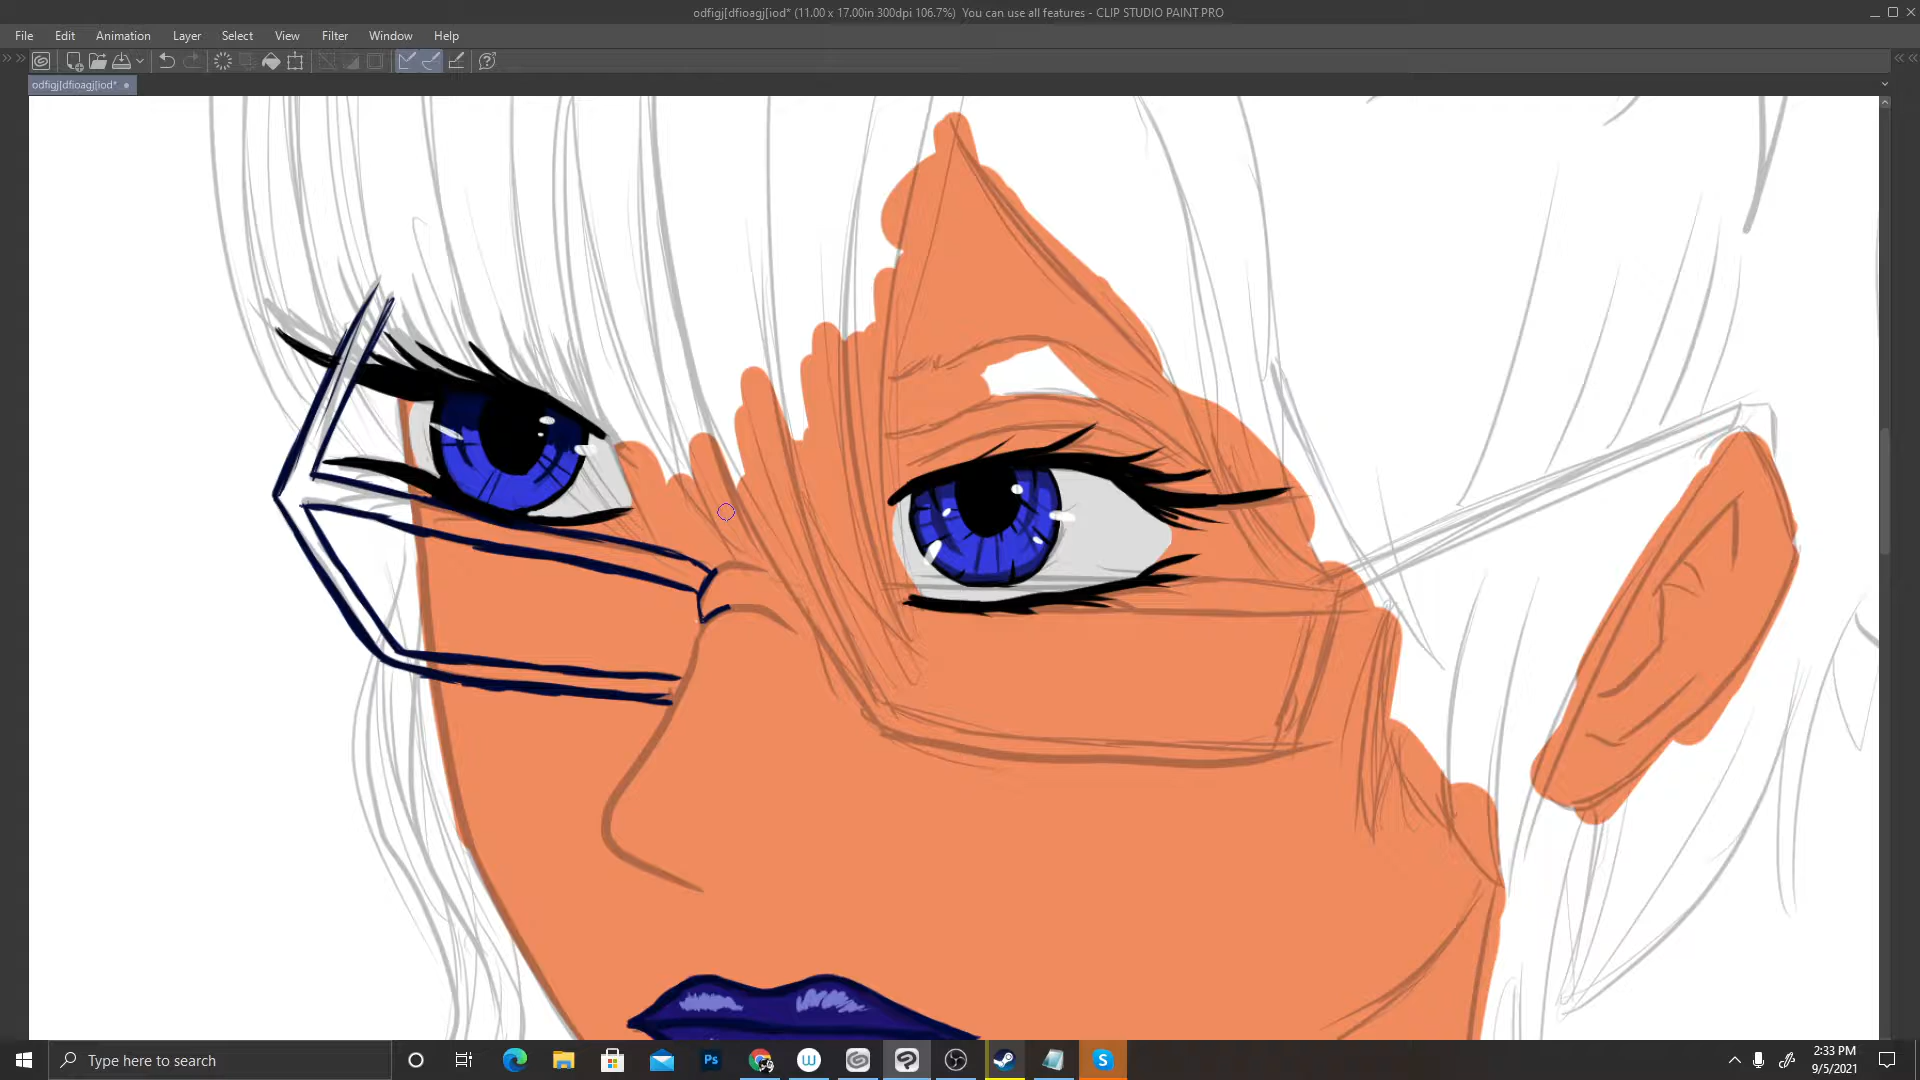 odfigj[dfioagj[iod* (11.00 x 17.00in 300dpi 106.7%)  You can use all features - CLIP STUDIO PAINT PRO
File Edit Animation Layer Select View Filter Window Help
odfigj[dfioagj[iod*
Type here to search
Ps
W
S
2:33 PM
9/5/2021